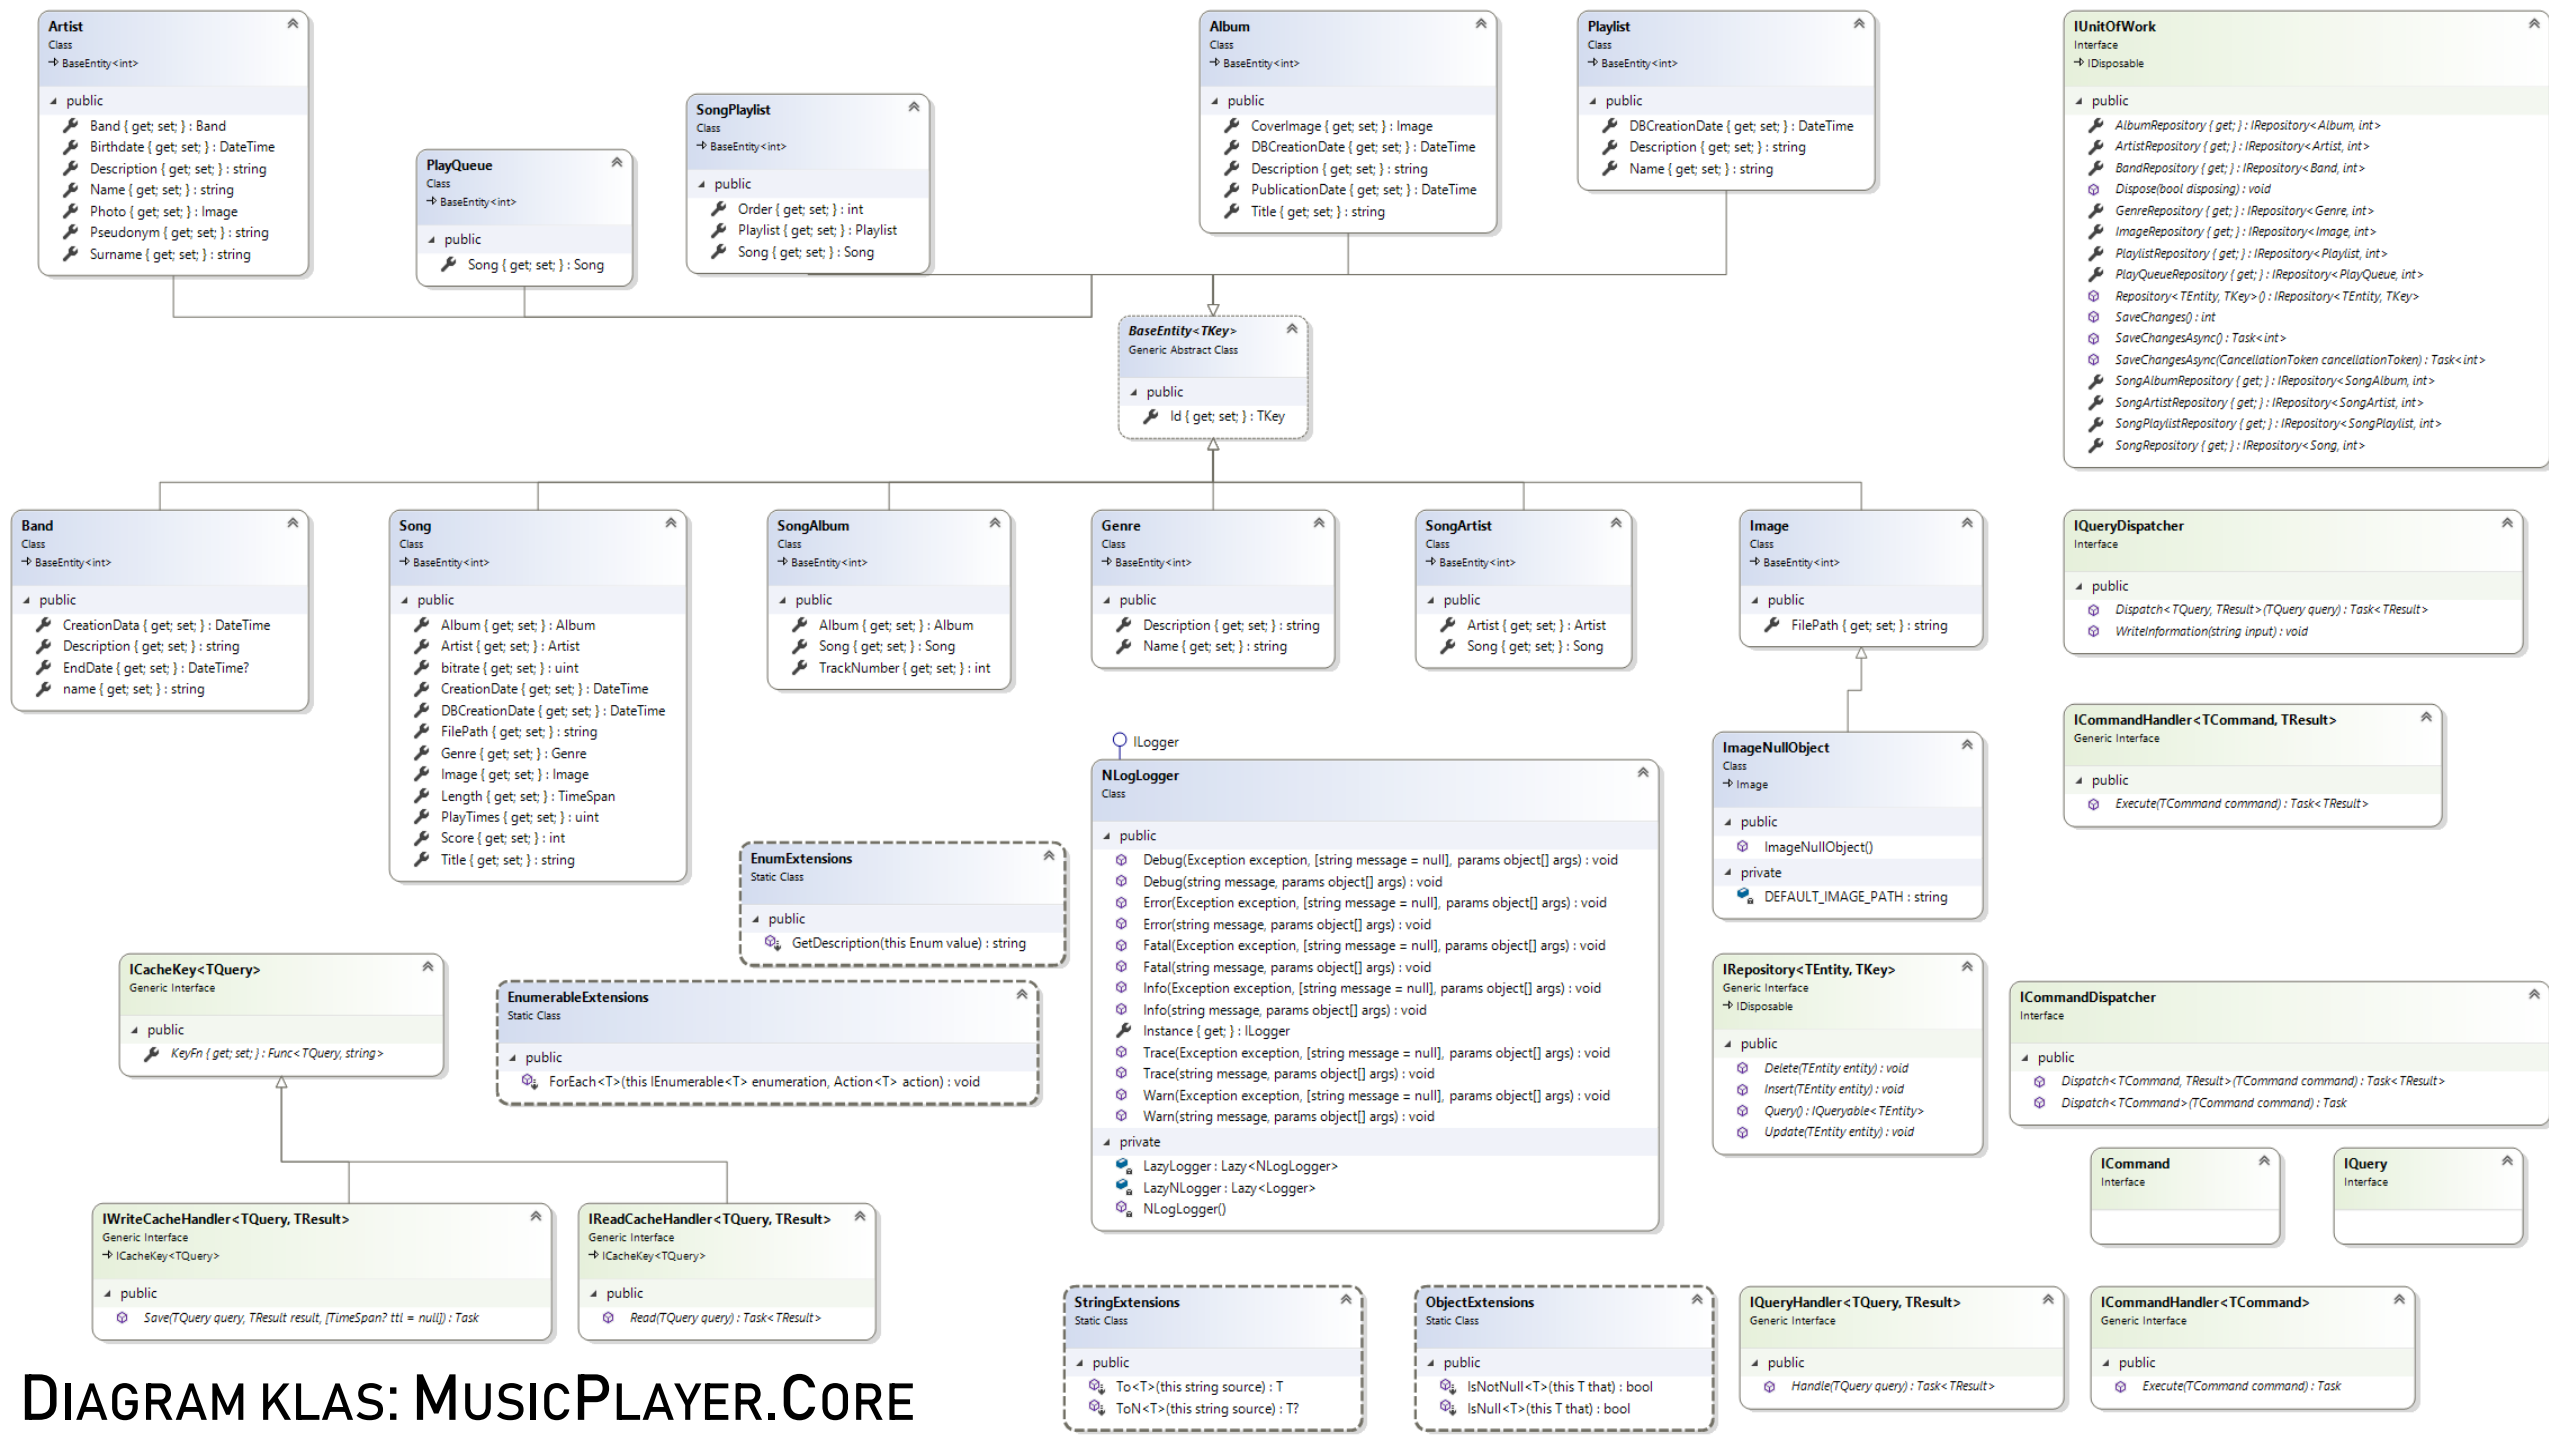 Artist
Class
BaseEntity<int>
public
Band { get; set; } : Band
Birthdate { get; set; } : DateTime
Description { get; set; } : string
Name { get; set; } : string
Photo { get; set; } : Image
Pseudonym { get; set; } : string
Surname { get; set; } : string
PlayQueue
Class
BaseEntity<int>
public
Song { get; set; } : Song
SongPlaylist
Class
BaseEntity<int>
public
Order { get; set; } : int
Playlist { get; set; } : Playlist
Song { get; set; } : Song
Album
Class
BaseEntity<int>
public
CoverImage { get; set; } : Image
DBCreationDate { get; set; } : DateTime
Description { get; set; } : string
PublicationDate { get; set; } : DateTime
Title { get; set; } : string
Playlist
Class
BaseEntity<int>
public
DBCreationDate { get; set; } : DateTime
Description { get; set; } : string
Name { get; set; } : string
IUnitOfWork
Interface
IDisposable
public
AlbumRepository { get; } : IRepository<Album, int>
ArtistRepository { get; } : IRepository<Artist, int>
BandRepository { get; } : IRepository<Band, int>
Dispose(bool disposing) : void
GenreRepository { get; } : IRepository<Genre, int>
ImageRepository { get; } : IRepository<Image, int>
PlaylistRepository { get; } : IRepository<Playlist, int>
PlayQueueRepository { get; } : IRepository<PlayQueue, int>
Repository<TEntity, TKey>() : IRepository<TEntity, TKey>
SaveChanges() : int
SaveChangesAsync() : Task<int>
SaveChangesAsync(CancellationToken cancellationToken) : Task<int>
SongAlbumRepository { get; } : IRepository<SongAlbum, int>
SongArtistRepository { get; } : IRepository<SongArtist, int>
SongPlaylistRepository { get; } : IRepository<SongPlaylist, int>
SongRepository { get; } : IRepository<Song, int>
BaseEntity<TKey>
Generic Abstract Class
public
Id { get; set; } : TKey
Band
Class
BaseEntity<int>
public
CreationData { get; set; } : DateTime
Description { get; set; } : string
EndDate { get; set; } : DateTime?
name { get; set; } : string
Song
Class
BaseEntity<int>
public
Album { get; set; } : Album
Artist { get; set; } : Artist
bitrate { get; set; } : uint
CreationDate { get; set; } : DateTime
DBCreationDate { get; set; } : DateTime
FilePath { get; set; } : string
Genre { get; set; } : Genre
Image { get; set; } : Image
Length { get; set; } : TimeSpan
PlayTimes { get; set; } : uint
Score { get; set; } : int
Title { get; set; } : string
SongAlbum
Class
BaseEntity<int>
public
Album { get; set; } : Album
Song { get; set; } : Song
TrackNumber { get; set; } : int
Genre
Class
BaseEntity<int>
public
Description { get; set; } : string
Name { get; set; } : string
SongArtist
Class
BaseEntity<int>
public
Artist { get; set; } : Artist
Song { get; set; } : Song
Image
Class
BaseEntity<int>
public
FilePath { get; set; } : string
IQueryDispatcher
Interface
public
Dispatch<TQuery, TResult>(TQuery query) : Task<TResult>
WriteInformation(string input) : void
ICommandHandler<TCommand, TResult>
Generic Interface
public
Execute(TCommand command) : Task<TResult>
ILogger
NLogLogger
Class
public
Debug(Exception exception, [string message = null], params object[] args) : void
Debug(string message, params object[] args) : void
Error(Exception exception, [string message = null], params object[] args) : void
Error(string message, params object[] args) : void
Fatal(Exception exception, [string message = null], params object[] args) : void
Fatal(string message, params object[] args) : void
Info(Exception exception, [string message = null], params object[] args) : void
Info(string message, params object[] args) : void
Instance { get; } : ILogger
Trace(Exception exception, [string message = null], params object[] args) : void
Trace(string message, params object[] args) : void
Warn(Exception exception, [string message = null], params object[] args) : void
Warn(string message, params object[] args) : void
private
LazyLogger : Lazy<NLogLogger>
LazyNLogger : Lazy<Logger>
NLogLogger()
ImageNullObject
Class
Image
public
ImageNullObject()
private
DEFAULT_IMAGE_PATH : string
EnumExtensions
Static Class
public
GetDescription(this Enum value) : string
ICacheKey<TQuery>
Generic Interface
public
KeyFn { get; set; } : Func<TQuery, string>
EnumerableExtensions
Static Class
public
ForEach<T>(this IEnumerable<T> enumeration, Action<T> action) : void
IRepository<TEntity, TKey>
Generic Interface
IDisposable
public
Delete(TEntity entity) : void
Insert(TEntity entity) : void
Query() : IQueryable<TEntity>
Update(TEntity entity) : void
ICommandDispatcher
Interface
public
Dispatch<TCommand, TResult>(TCommand command) : Task<TResult>
Dispatch<TCommand>(TCommand command) : Task
ICommand
Interface
IQuery
Interface
IWriteCacheHandler<TQuery, TResult>
Generic Interface
ICacheKey<TQuery>
public
Save(TQuery query, TResult result, [TimeSpan? ttl = null]) : Task
IReadCacheHandler<TQuery, TResult>
Generic Interface
ICacheKey<TQuery>
public
Read(TQuery query) : Task<TResult>
StringExtensions
Static Class
public
To<T>(this string source) : T
ToN<T>(this string source) : T?
ObjectExtensions
Static Class
public
IsNotNull<T>(this T that) : bool
IsNull<T>(this T that) : bool
IQueryHandler<TQuery, TResult>
Generic Interface
public
Handle(TQuery query) : Task<TResult>
ICommandHandler<TCommand>
Generic Interface
public
Execute(TCommand command) : Task
DIAGRAM KLAS: MUSICPLAYER.CORE